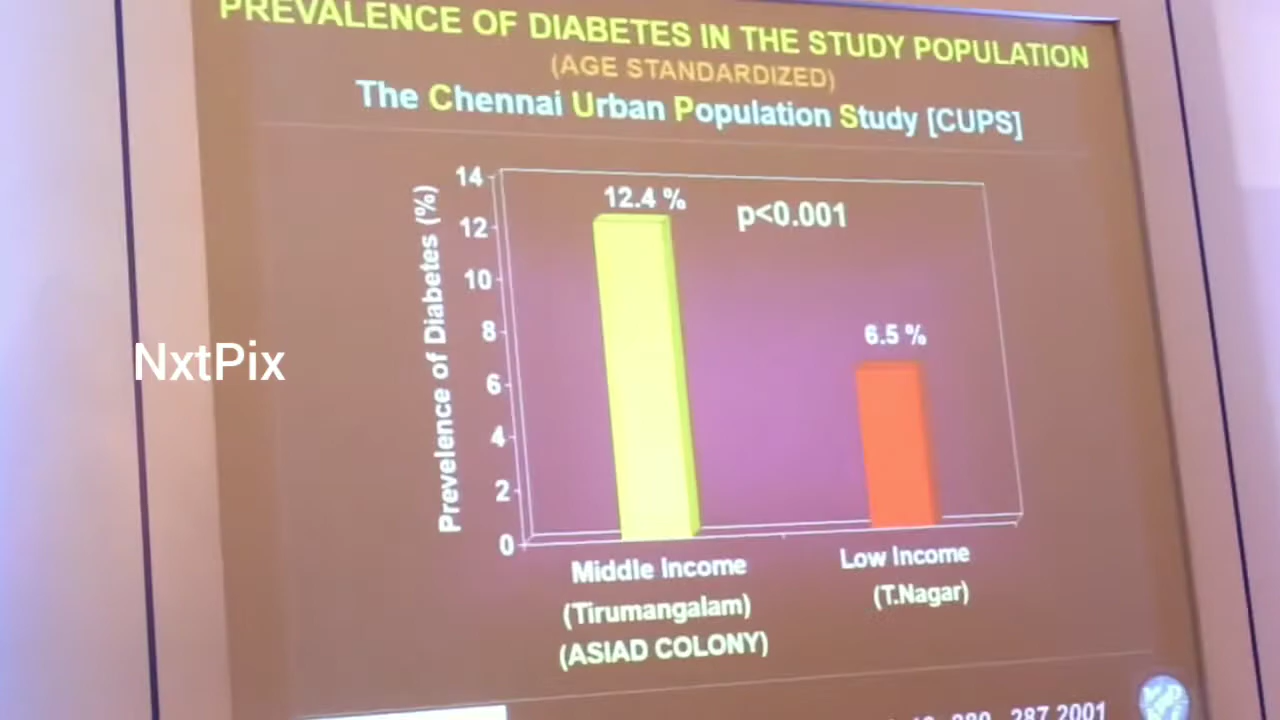 PREVALENCE OF DIABETES IN THE STUDY POPULATION
(AGE STANDARDIZED)
The Chennai Urban Population Study [CUPS]
Prevelence of Diabetes (%)
14
12
10
8
6
4
2
0
12.4 %
p<0.001
6.5 %
Middle Income
(Tirumangalam)
(ASIAD COLONY)
Low Income
(T.Nagar)
287,2001
NxtPix